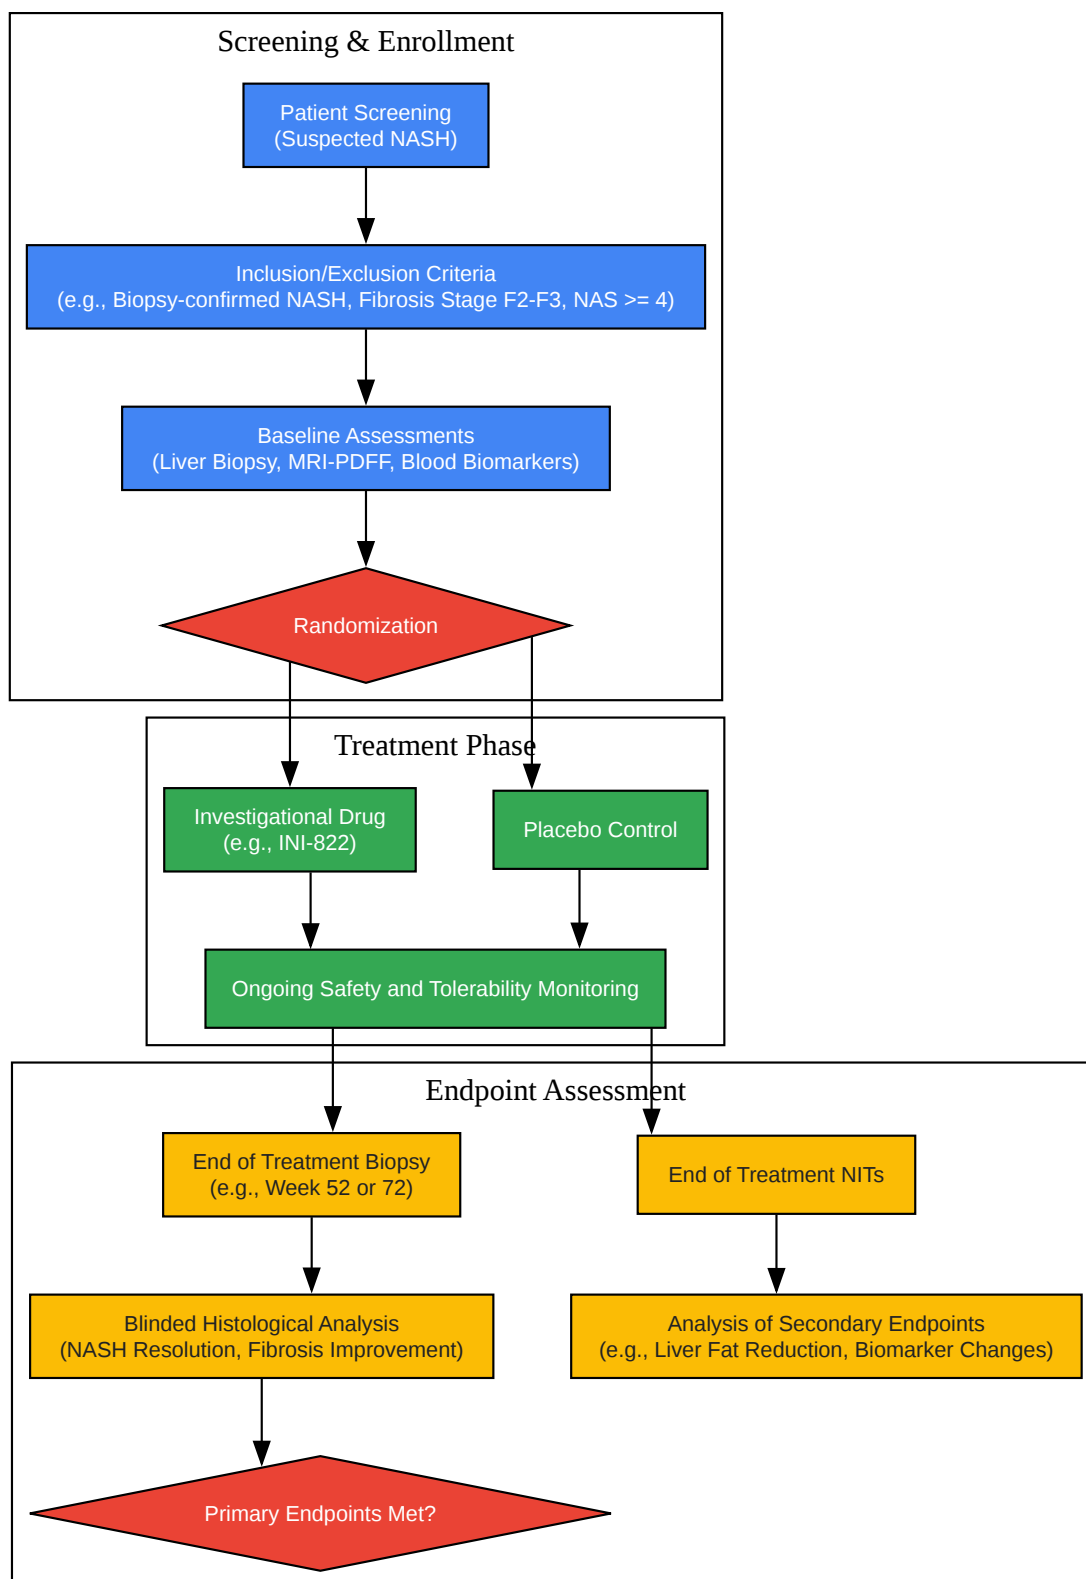 Screening & Enrollment
Patient Screening
(Suspected NASH)
Inclusion/Exclusion Criteria
(e.g., Biopsy-confirmed NASH, Fibrosis Stage F2-F3, NAS >= 4)
Baseline Assessments
(Liver Biopsy, MRI-PDFF, Blood Biomarkers)
Randomization
Treatment Phase
Investigational Drug
(e.g., INI-822)
Placebo Control
Ongoing Safety and Tolerability Monitoring
Endpoint Assessment
End of Treatment Biopsy
(e.g., Week 52 or 72)
End of Treatment NITs
Blinded Histological Analysis
(NASH Resolution, Fibrosis Improvement)
Analysis of Secondary Endpoints
(e.g., Liver Fat Reduction, Biomarker Changes)
Primary Endpoints Met?